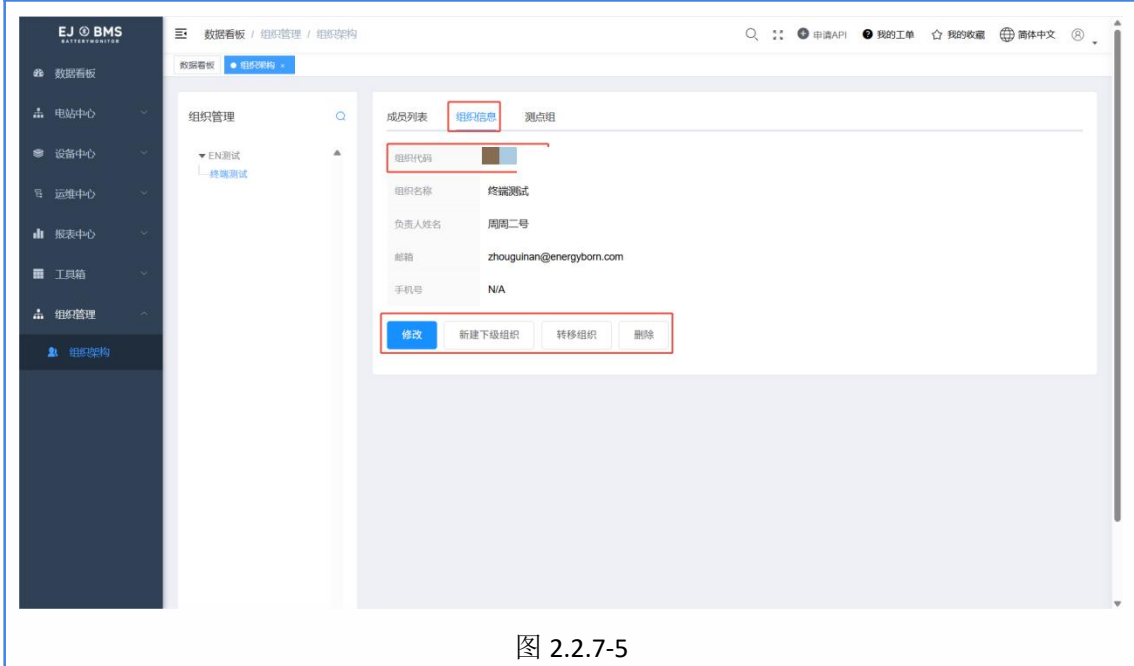 EJ ® BMS
BATTERYMONITOR
数据看板 / 组织管理 / 组织架构
申请API 我的工单 我的收藏 简体中文
数据看板 组织架构 ×
数据看板
电站中心
设备中心
运维中心
报表中心
工具箱
组织管理
组织架构
组织管理
EN测试
终端测试
成员列表 组织信息 测点组
组织代码
组织名称 终端测试
负责人姓名 周周二号
邮箱 zhouguinan@energyborn.com
手机号 N/A
修改 新建下级组织 转移组织 删除
图 2.2.7-5